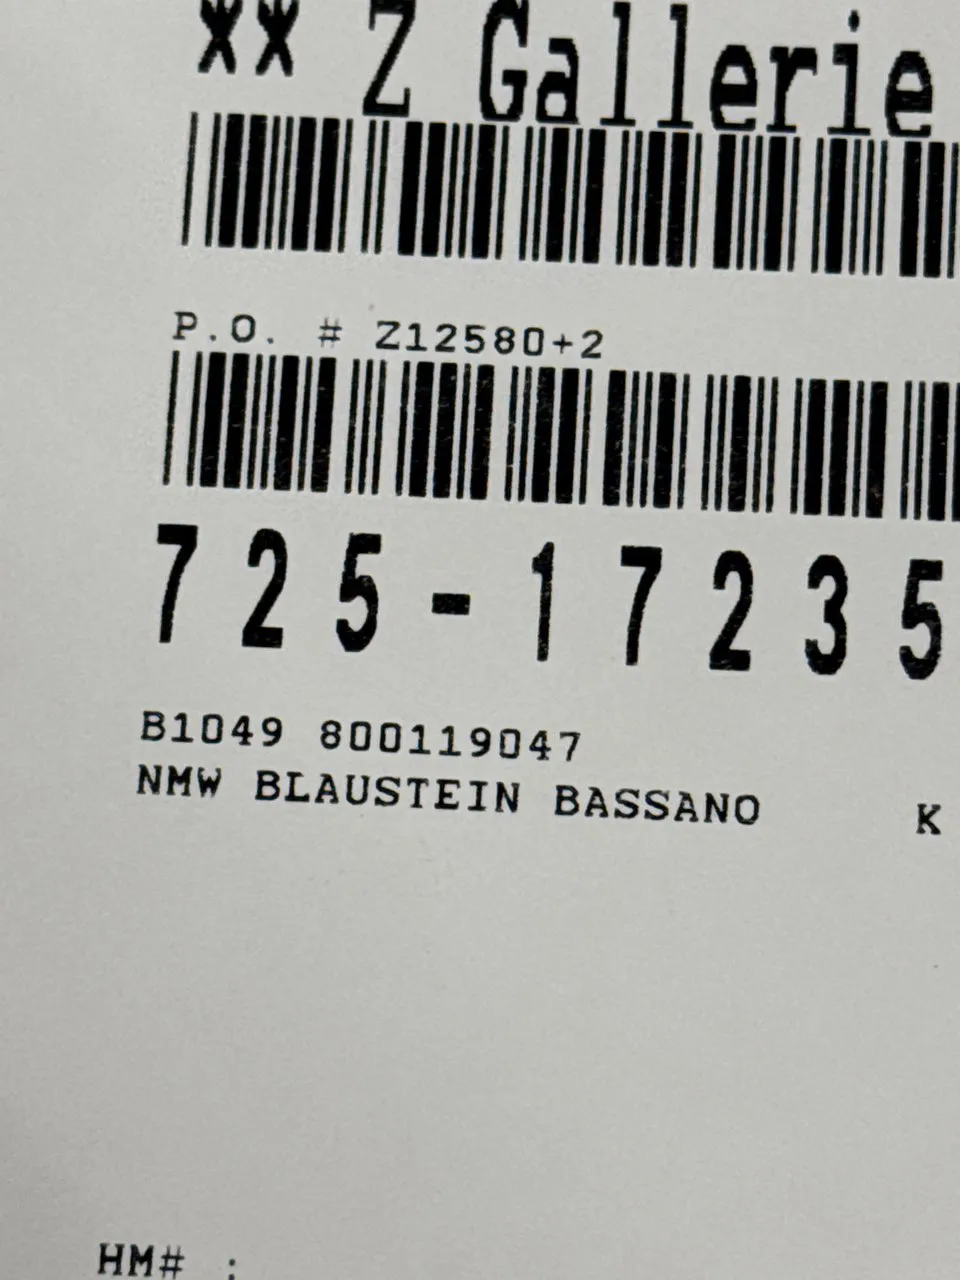 ** Z Gallerie
P.O. # Z12580+2
725-17235
B1049 800119047
NMW BLAUSTEIN BASSANO K
HM# :